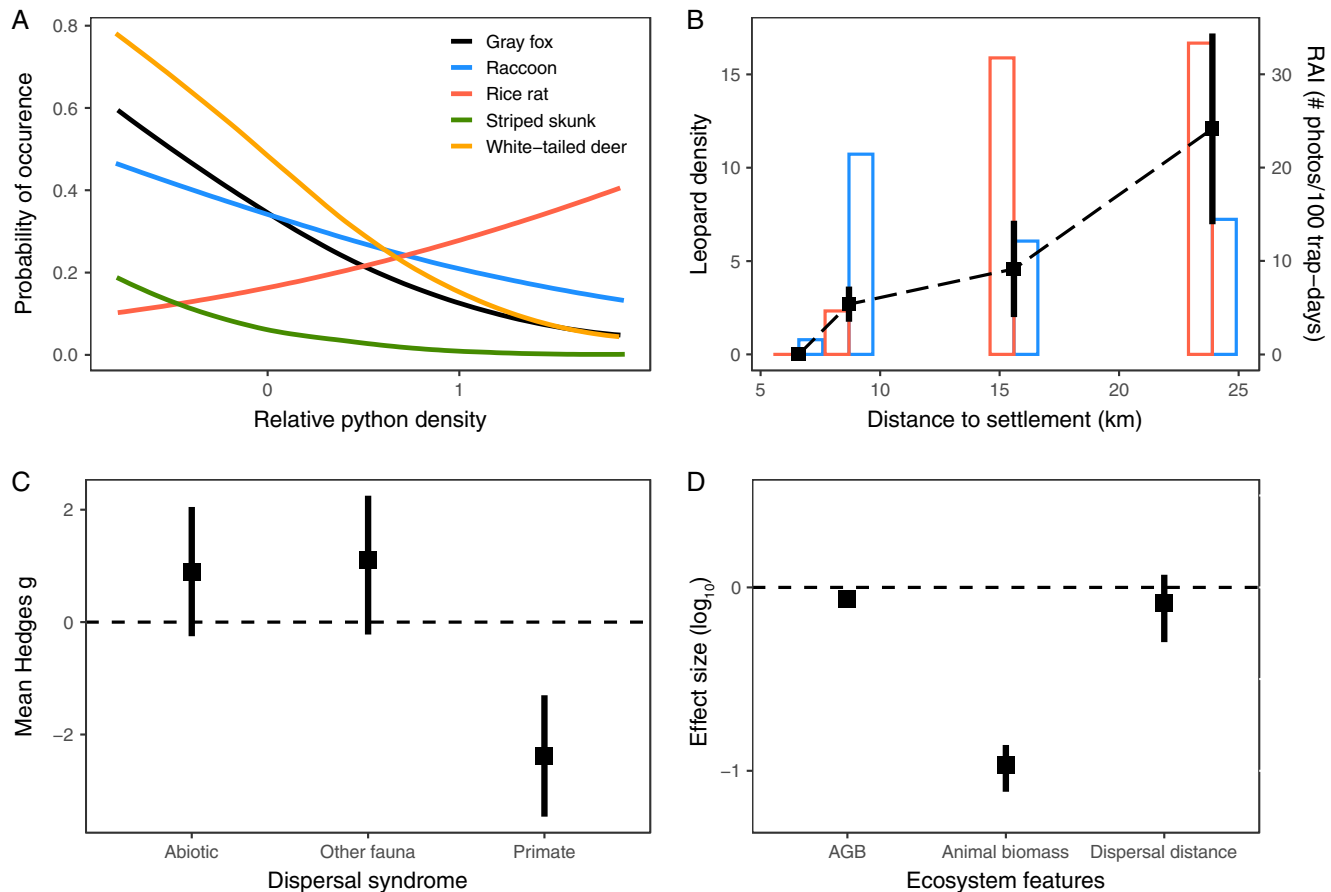 A
Probability of occurence
0.8
0.6
0.4
0.2
0.0
Gray fox
Raccoon
Rice rat
Striped skunk
White-tailed deer
0 1
Relative python density
B
Leopard density
15
10
5
0
RAI (# photos/100 trap-days)
30
20
10
0
5 10 15 20 25
Distance to settlement (km)
C
Mean Hedges g
2
0
−2
Abiotic Other fauna Primate
Dispersal syndrome
D
Effect size (log10)
0
−1
AGB Animal biomass Dispersal distance
Ecosystem features